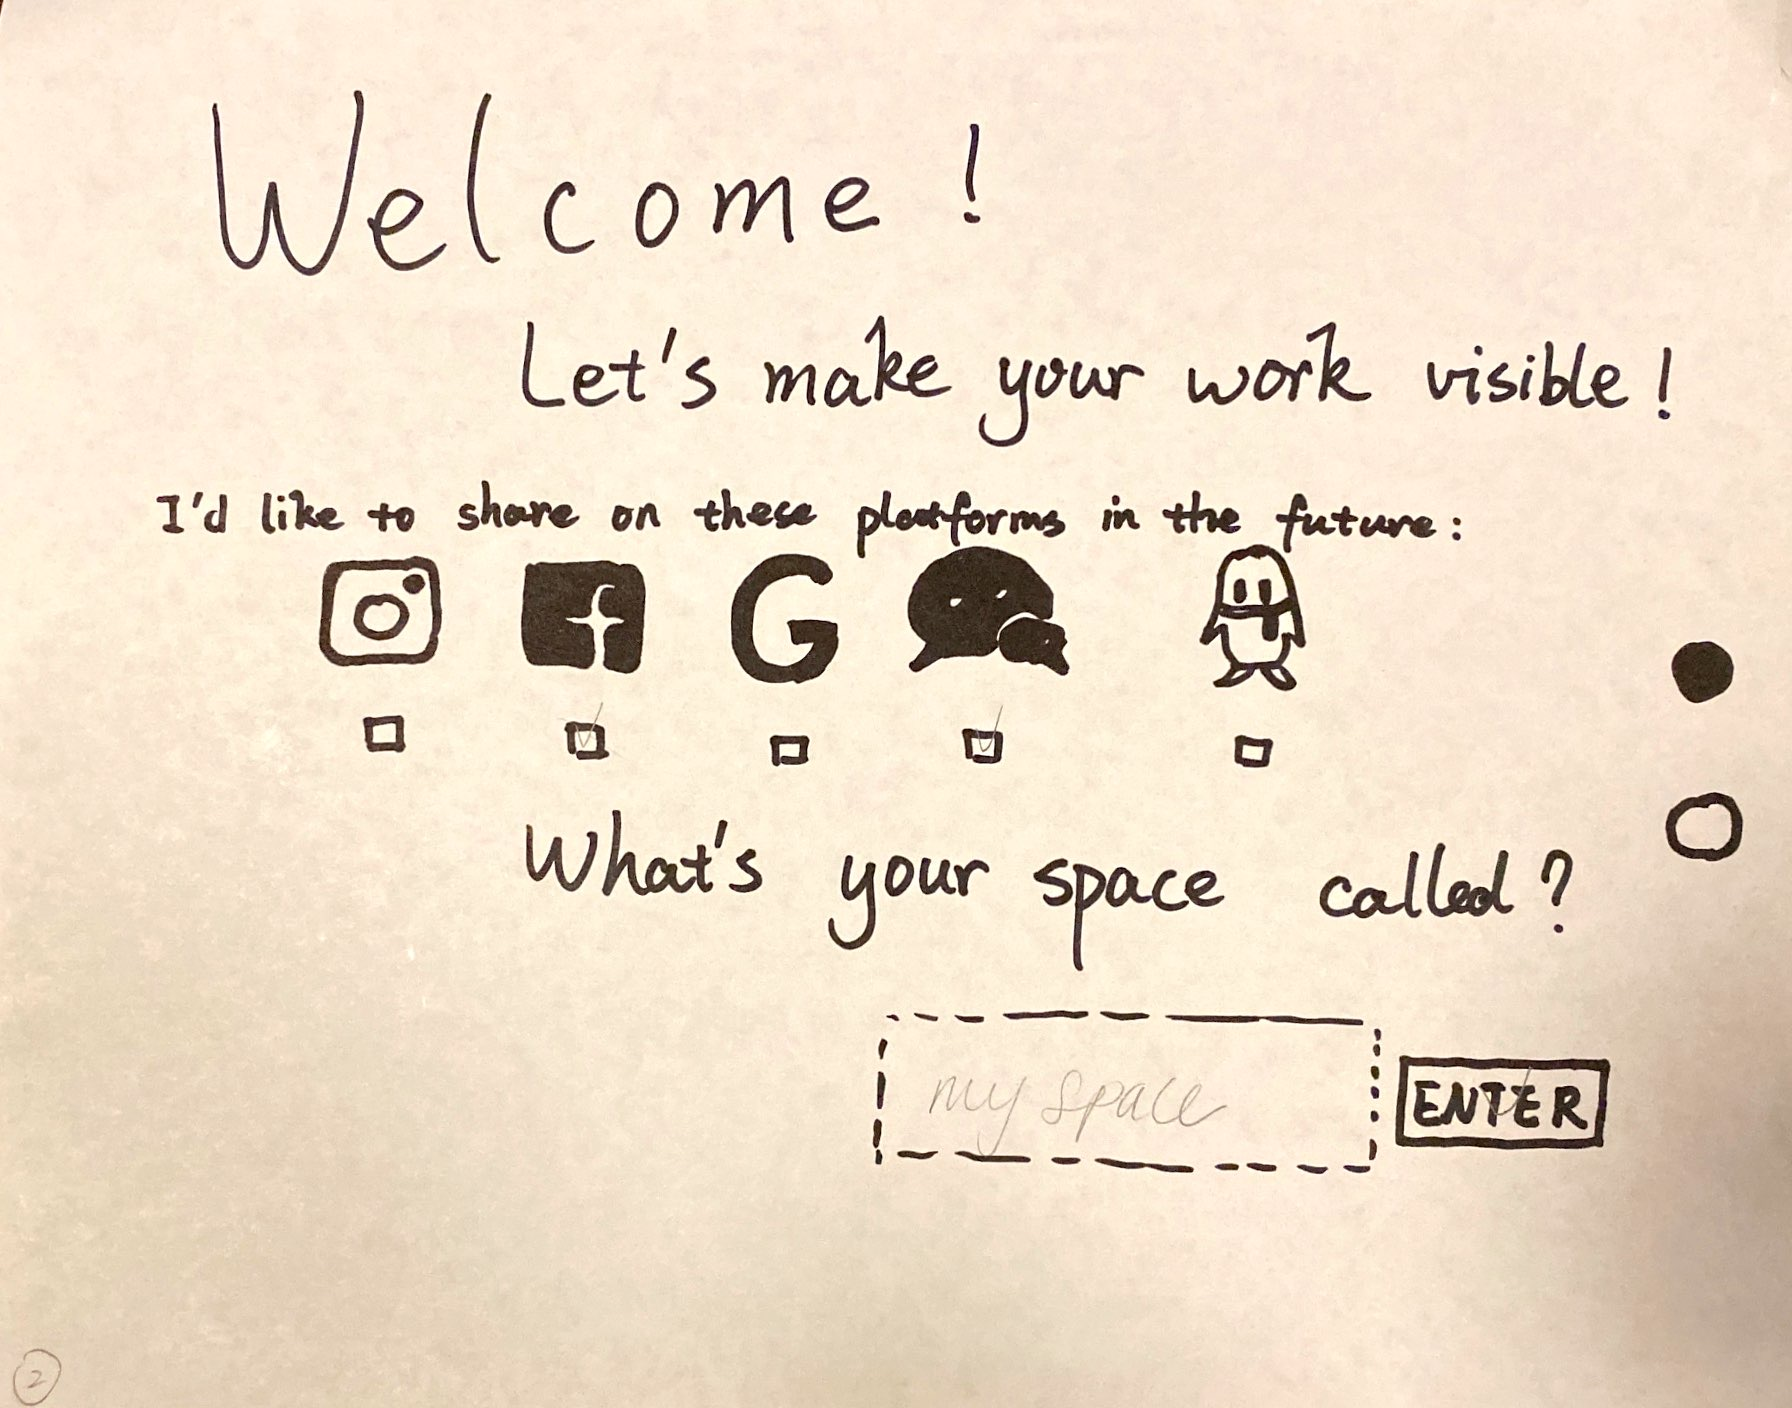 Welcome!
Let's make your work visible!
I'd like to share on these platforms in the future:
What's your space called?
my space
ENTER
2